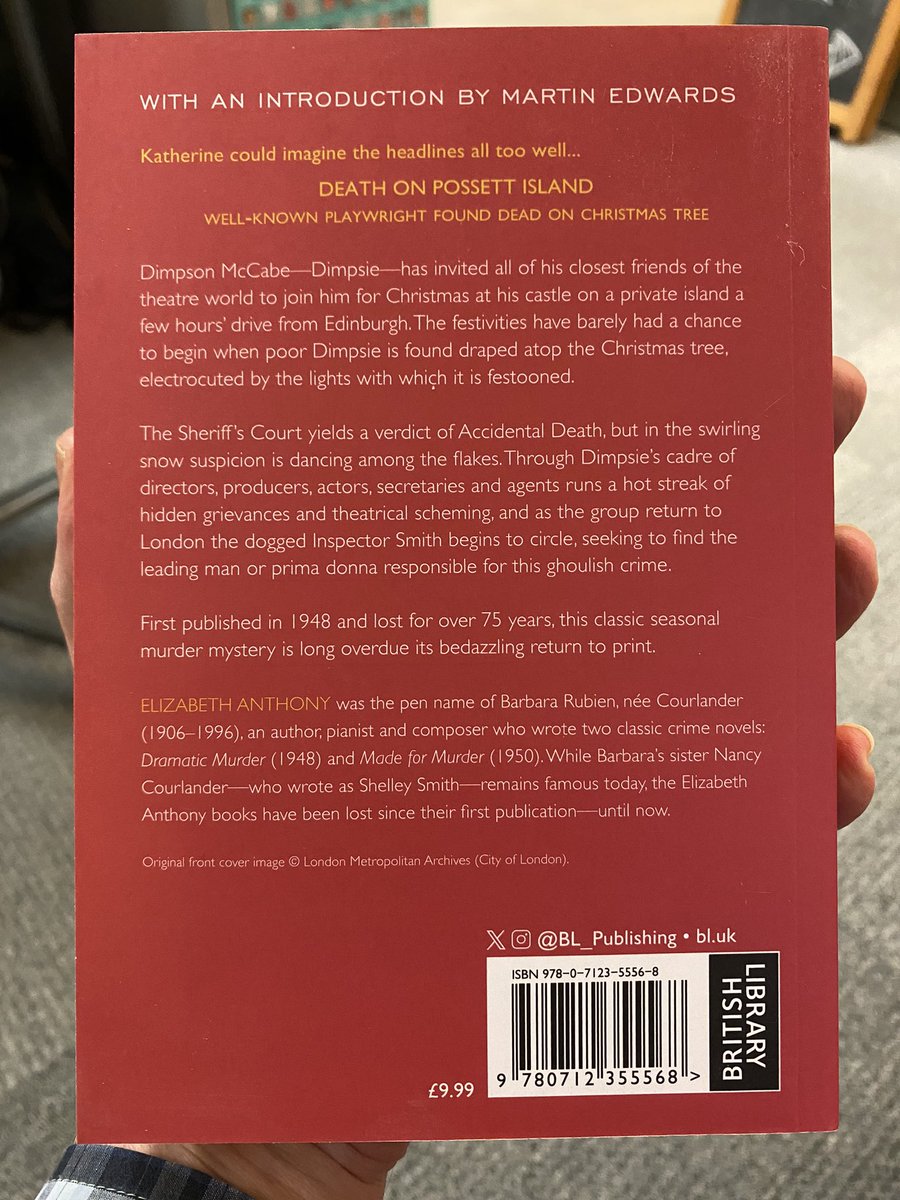 WITH AN INTRODUCTION BY MARTIN EDWARDS
Katherine could imagine the headlines all too well...
DEATH ON POSSETT ISLAND
WELL-KNOWN PLAYWRIGHT FOUND DEAD ON CHRISTMAS TREE
Dimpson McCabe—Dimpsie—has invited all of his closest friends of the
theatre world to join him for Christmas at his castle on a private island a
few hours' drive from Edinburgh. The festivities have barely had a chance
to begin when poor Dimpsie is found draped atop the Christmas tree,
electrocuted by the lights with which it is festooned.
The Sheriff's Court yields a verdict of Accidental Death, but in the swirling
snow suspicion is dancing among the flakes. Through Dimpsie's cadre of
directors, producers, actors, secretaries and agents runs a hot streak of
hidden grievances and theatrical scheming, and as the group return to
London the dogged Inspector Smith begins to circle, seeking to find the
leading man or prima donna responsible for this ghoulish crime.
First published in 1948 and lost for over 75 years, this classic seasonal
murder mystery is long overdue its bedazzling return to print.
ELIZABETH ANTHONY was the pen name of Barbara Rubien, née Courlander
(1906–1996), an author, pianist and composer who wrote two classic crime novels:
Dramatic Murder (1948) and Made for Murder (1950). While Barbara's sister Nancy
Courlander—who wrote as Shelley Smith—remains famous today, the Elizabeth
Anthony books have been lost since their first publication—until now.
Original front cover image © London Metropolitan Archives (City of London).
@BL_Publishing • bl.uk
ISBN 978-0-7123-5556-8
9 780712 355568 >
BRITISH
LIBRARY
£9.99